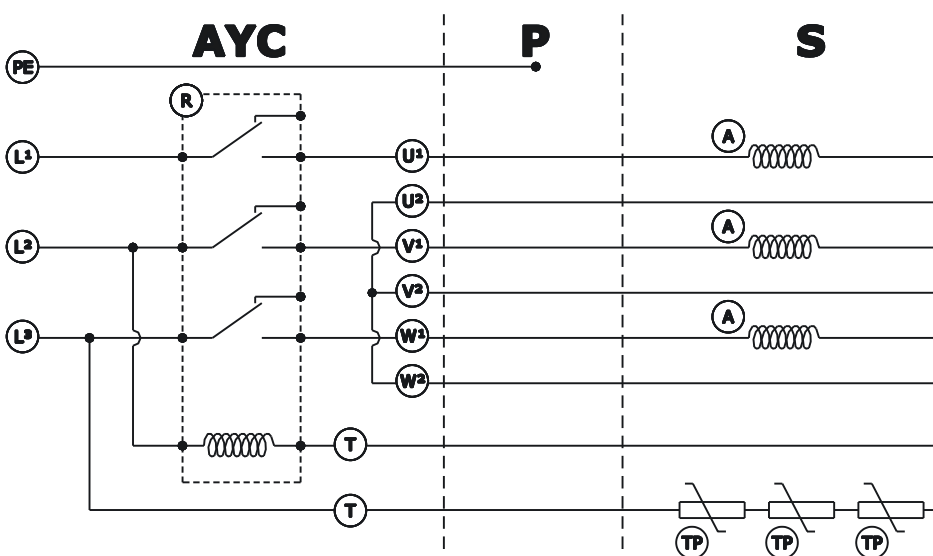 AYC P S
PE
R
L¹ U¹ A
U²
L² V¹ A
V²
L³ W¹ A
W²
T
T
TP TP TP